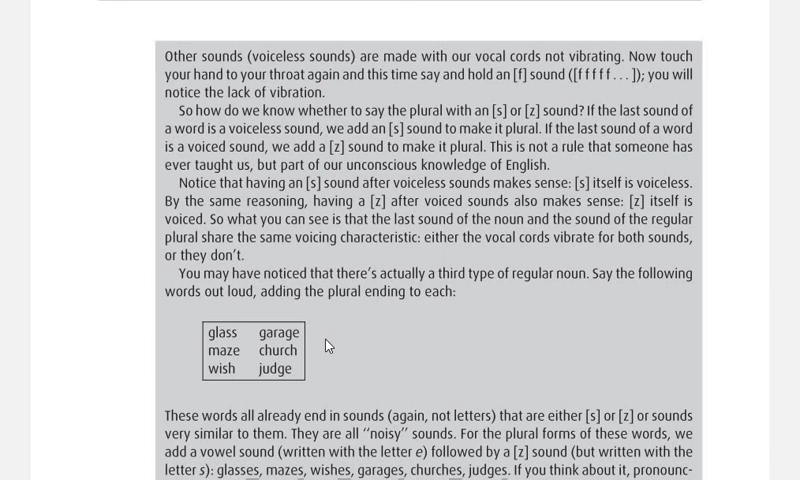 Other sounds (voiceless sounds) are made with our vocal cords not vibrating. Now touch
your hand to your throat again and this time say and hold an [f] sound ([f f f f f . . . ]); you will
notice the lack of vibration.
So how do we know whether to say the plural with an [s] or [z] sound? If the last sound of
a word is a voiceless sound, we add an [s] sound to make it plural. If the last sound of a word
is a voiced sound, we add a [z] sound to make it plural. This is not a rule that someone has
ever taught us, but part of our unconscious knowledge of English.
Notice that having an [s] sound after voiceless sounds makes sense: [s] itself is voiceless.
By the same reasoning, having a [z] after voiced sounds also makes sense: [z] itself is
voiced. So what you can see is that the last sound of the noun and the sound of the regular
plural share the same voicing characteristic: either the vocal cords vibrate for both sounds,
or they don't.
You may have noticed that there's actually a third type of regular noun. Say the following
words out loud, adding the plural ending to each:
glass garage
maze church
wish judge
These words all already end in sounds (again, not letters) that are either [s] or [z] or sounds
very similar to them. They are all "noisy" sounds. For the plural forms of these words, we
add a vowel sound (written with the letter e) followed by a [z] sound (but written with the
letter s): glasses, mazes, wishes, garages, churches, judges. If you think about it, pronounc-